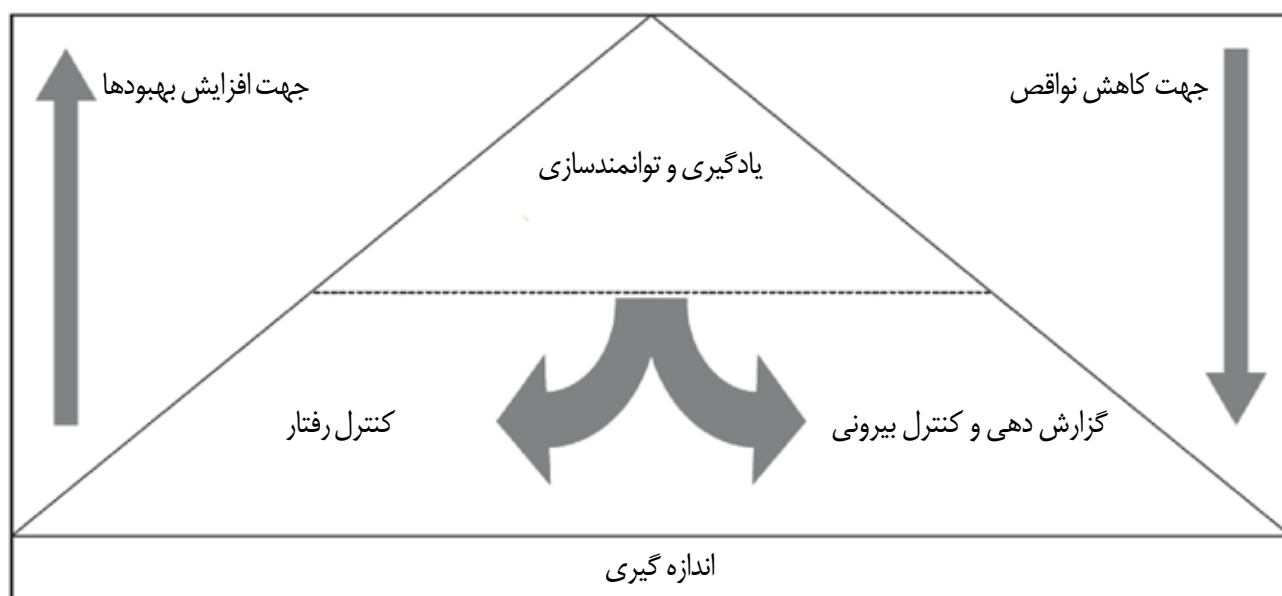 جهت کاهش نواقص
جهت افزایش بهبودها
یادگیری و توانمندسازی
گزارش دهی و کنترل بیرونی
کنترل رفتار
اندازه گیری